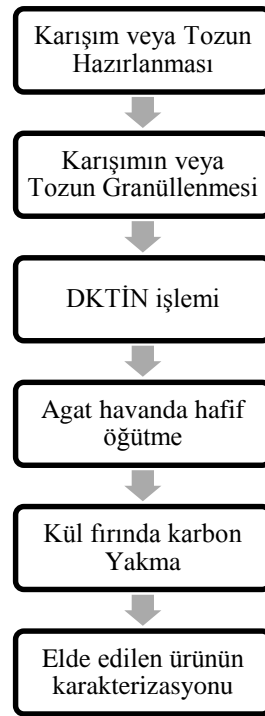 Karışım veya Tozun
Hazırlanması
Karışımın veya
Tozun Granüllenmesi
DKTİN işlemi
Agat havanda hafif
öğütme
Kül fırında karbon
Yakma
Elde edilen ürünün
karakterizasyonu